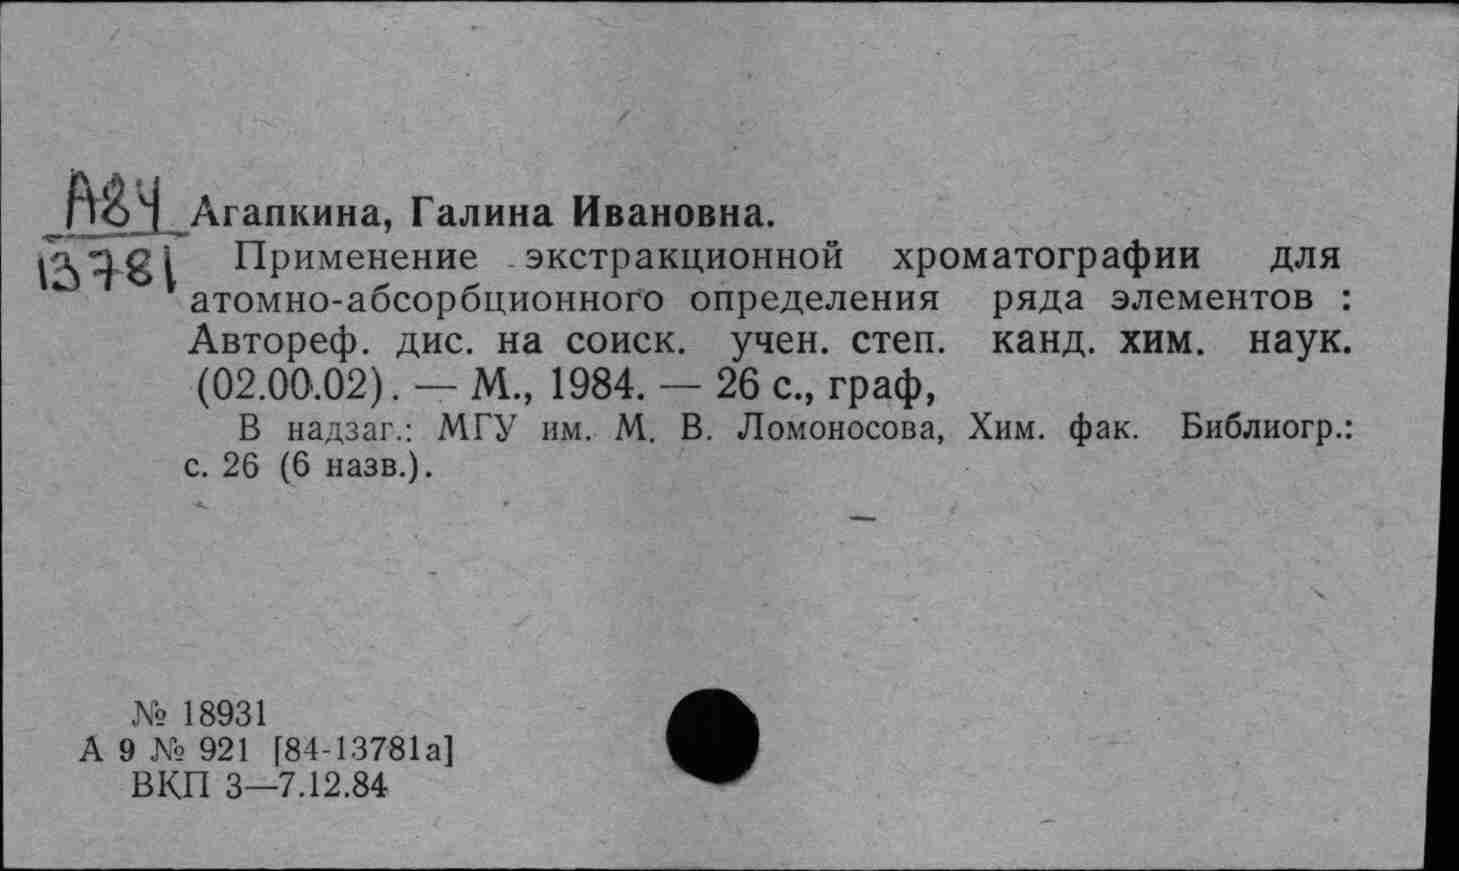 А84 Агапкина, Галина Ивановна.
13781 Применение экстракционной хроматографии для
атомно-абсорбционного определения ряда элементов :
Автореф. дис. на соиск. учен. степ. канд. хим. наук.
(02.00.02). — М., 1984. — 26 с., граф,
В надзаг.: МГУ им. М. В. Ломоносова, Хим. фак. Библиогр.:
с. 26 (6 назв.).
№ 18931
А 9 № 921 [84-13781а]
ВКП 3—7.12.84